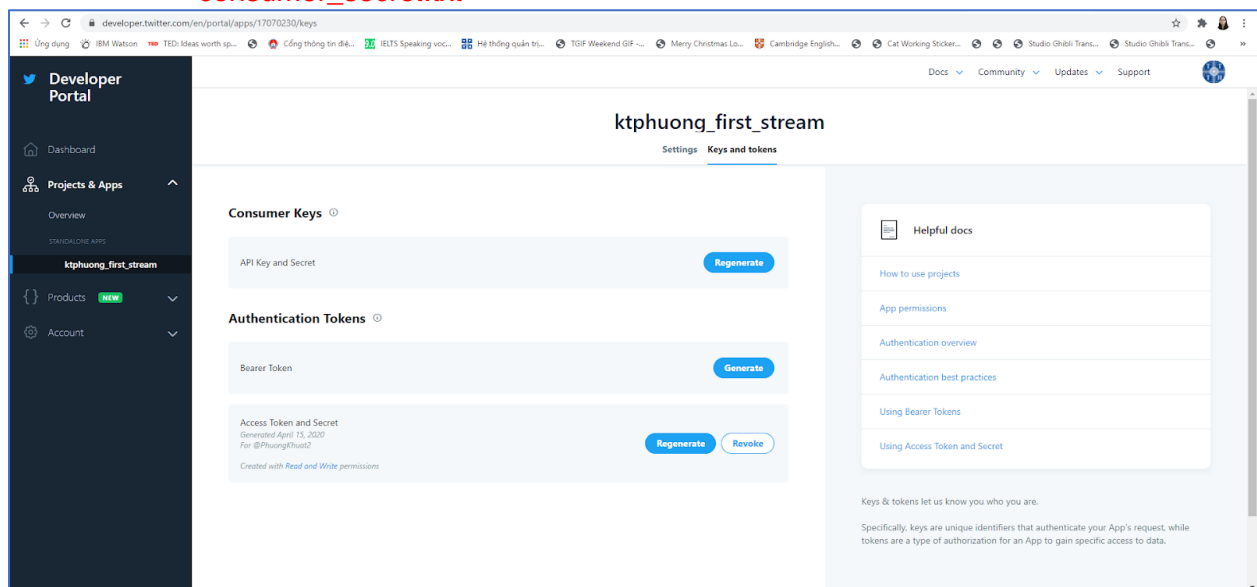 developer.twitter.com/en/portal/apps/17070230/keys
Ứng dụng IBM Watson TED TED: Ideas worth sp... Cổng thông tin điệ... IELTS Speaking voc... Hệ thống quản trị... TGIF Weekend GIF -... Merry Christmas Lo... Cambridge English... Cat Working Sticker... Studio Ghibli Trans... Studio Ghibli Trans... »
Developer
Portal
Docs Community Updates Support
ktphuong_first_stream
Settings Keys and tokens
Dashboard
Projects & Apps
Overview
STANDALONE APPS
ktphuong_first_stream
Products NEW
Account
Consumer Keys
API Key and Secret Regenerate
Authentication Tokens
Bearer Token Generate
Access Token and Secret
Generated April 15, 2020
For @PhuongKhuat2
Regenerate Revoke
Created with Read and Write permissions
Helpful docs
How to use projects
App permissions
Authentication overview
Authentication best practices
Using Bearer Tokens
Using Access Token and Secret
Keys & tokens let us know you who you are.
Specifically, keys are unique identifiers that authenticate your App's request, while
tokens are a type of authorization for an App to gain specific access to data.